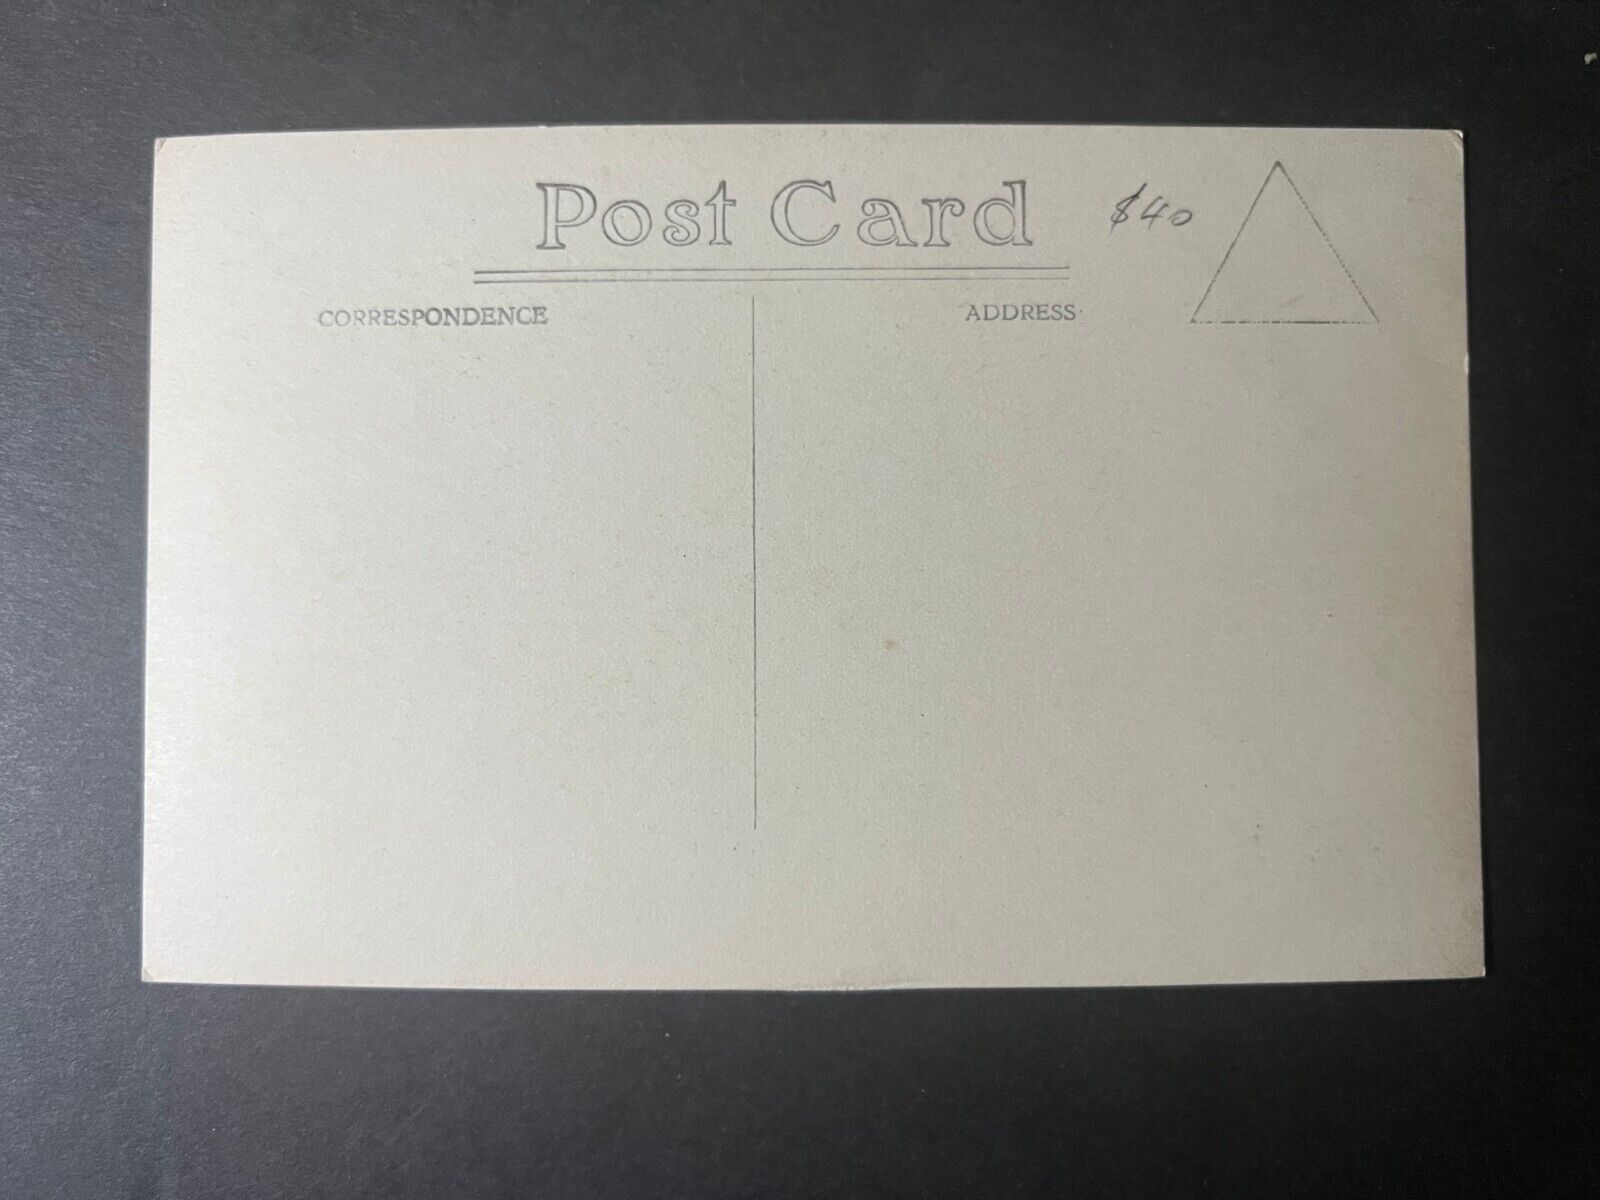 Post Card
$40
CORRESPONDENCE
ADDRESS